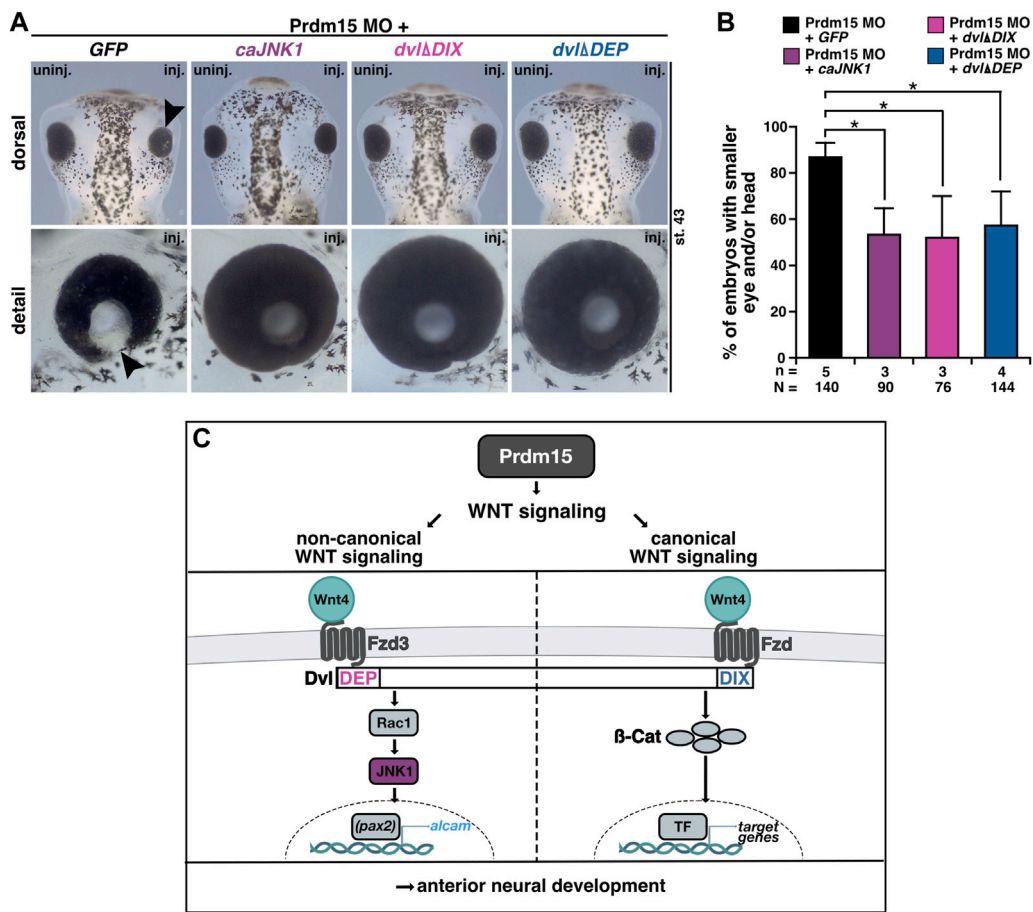 A
Prdm15 MO +
GFP
caJNK1
dvlΔDIX
dvlΔDEP
dorsal
uninj. inj.
uninj. inj.
uninj. inj.
uninj. inj.
detail
inj.
inj.
inj.
inj.
st. 43
B
Prdm15 MO
+ GFP
Prdm15 MO
+ caJNK1
Prdm15 MO
+ dvlΔDIX
Prdm15 MO
+ dvlΔDEP
% of embryos with smaller
eye and/or head
100
80
60
40
20
0
*
*
*
n = 5 3 3 4
N = 140 90 76 144
C
Prdm15
WNT signaling
non-canonical
WNT signaling
canonical
WNT signaling
Wnt4
Wnt4
Fzd3
Fzd
Dvl DEP DIX
Rac1
ß-Cat
JNK1
(pax2) alcam
TF target
genes
anterior neural development